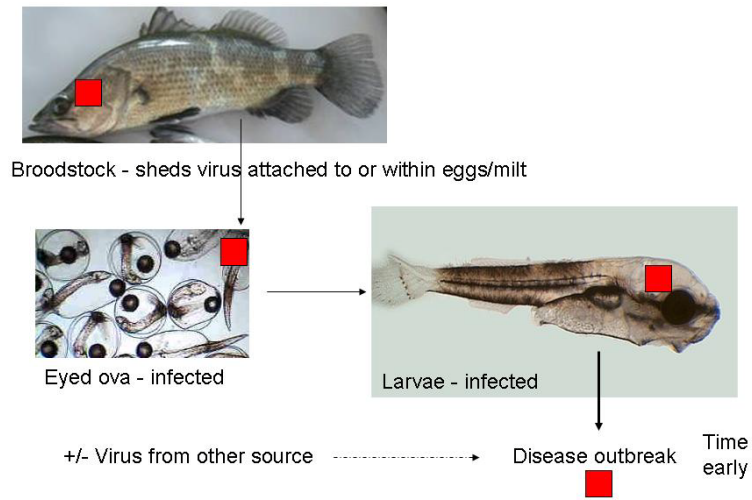 Broodstock - sheds virus attached to or within eggs/milt
Eyed ova - infected
Larvae - infected
+/- Virus from other source
Disease outbreak
Time
early